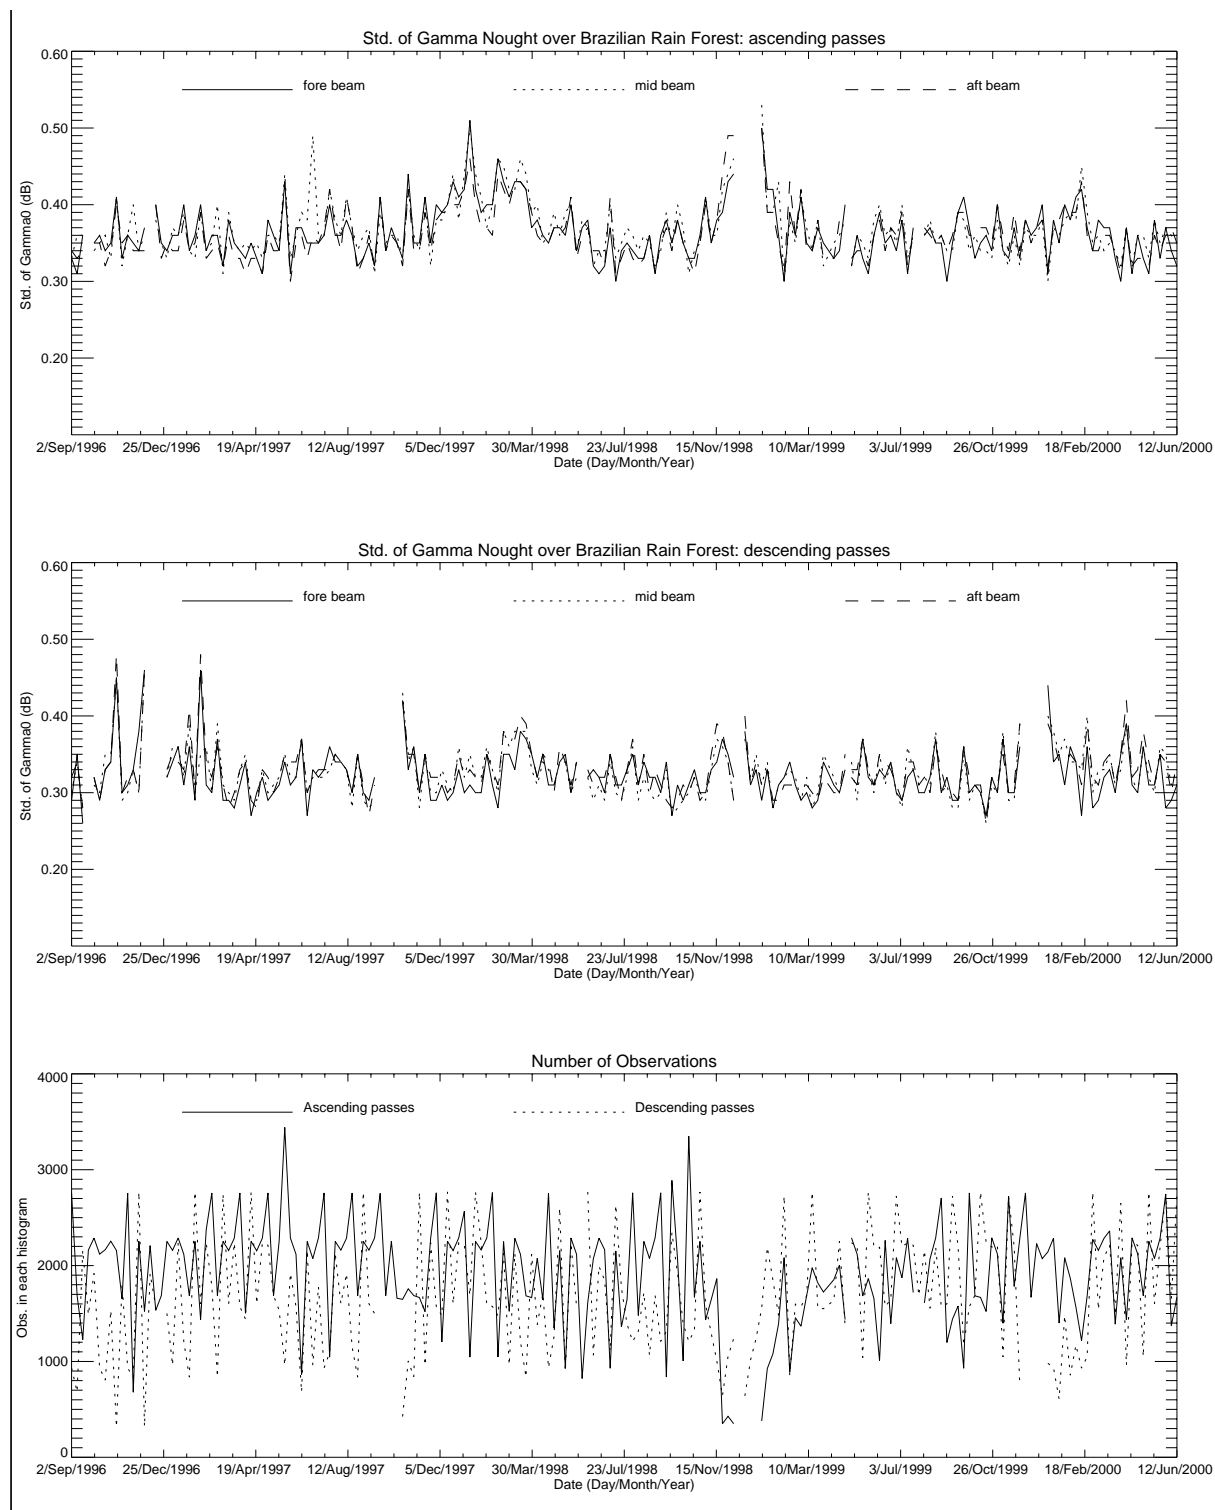 Std. of Gamma Nought over Brazilian Rain Forest: ascending passes
0.60
fore beam mid beam aft beam
0.50
0.40
Std. of Gamma0 (dB)
0.30
0.20
2/Sep/1996 25/Dec/1996 19/Apr/1997 12/Aug/1997 5/Dec/1997 30/Mar/1998 23/Jul/1998 15/Nov/1998 10/Mar/1999 3/Jul/1999 26/Oct/1999 18/Feb/2000 12/Jun/2000
Date (Day/Month/Year)
Std. of Gamma Nought over Brazilian Rain Forest: descending passes
0.60
fore beam mid beam aft beam
0.50
0.40
Std. of Gamma0 (dB)
0.30
0.20
2/Sep/1996 25/Dec/1996 19/Apr/1997 12/Aug/1997 5/Dec/1997 30/Mar/1998 23/Jul/1998 15/Nov/1998 10/Mar/1999 3/Jul/1999 26/Oct/1999 18/Feb/2000 12/Jun/2000
Date (Day/Month/Year)
Number of Observations
4000
Ascending passes Descending passes
3000
2000
Obs. in each histogram
1000
0
2/Sep/1996 25/Dec/1996 19/Apr/1997 12/Aug/1997 5/Dec/1997 30/Mar/1998 23/Jul/1998 15/Nov/1998 10/Mar/1999 3/Jul/1999 26/Oct/1999 18/Feb/2000 12/Jun/2000
Date (Day/Month/Year)